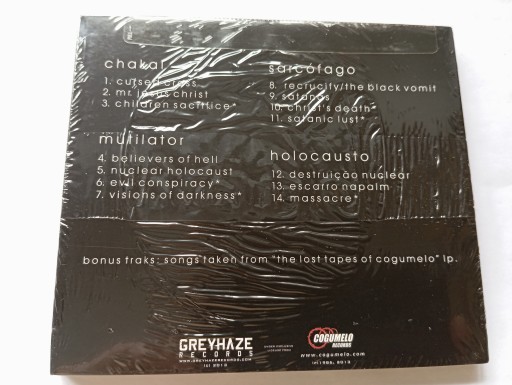 chakal
1. cursed cross
2. mr. jesus christ
3. children sacrifice*
mutilator
4. believers of hell
5. nuclear holocaust
6. evil conspiracy*
7. visions of darkness*
sarcófago
8. recrucify/the black vomit
9. satanas
10. christ's death*
11. satanic lust*
holocausto
12. destruição nuclear
13. escarro napalm
14. massacre*
bonus traks: songs taken from "the lost tapes of cogumelo" lp.
GREYHAZE
RECORDS
www.greyhazerecords.com
COGUMELO
RECORDS
www.cogumelo.com